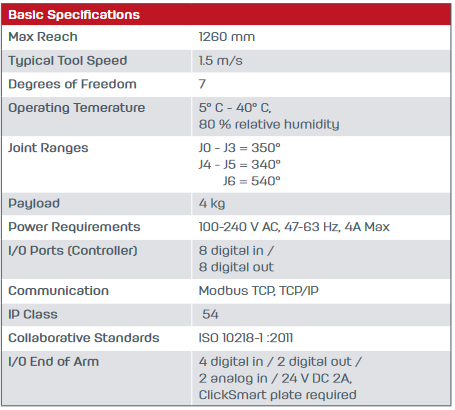 Basic Specifications
Max Reach 1260 mm
Typical Tool Speed 1.5 m/s
Degrees of Freedom 7
Operating Temerature 5° C - 40° C,
80 % relative humidity
Joint Ranges J0 - J3 = 350°
J4 - J5 = 340°
J6 = 540°
Payload 4 kg
Power Requirements 100-240 V AC, 47-63 Hz, 4A Max
I/O Ports (Controller) 8 digital in /
8 digital out
Communication Modbus TCP, TCP/IP
IP Class 54
Collaborative Standards ISO 10218-1 :2011
I/O End of Arm 4 digital in / 2 digital out /
2 analog in / 24 V DC 2A,
ClickSmart plate required